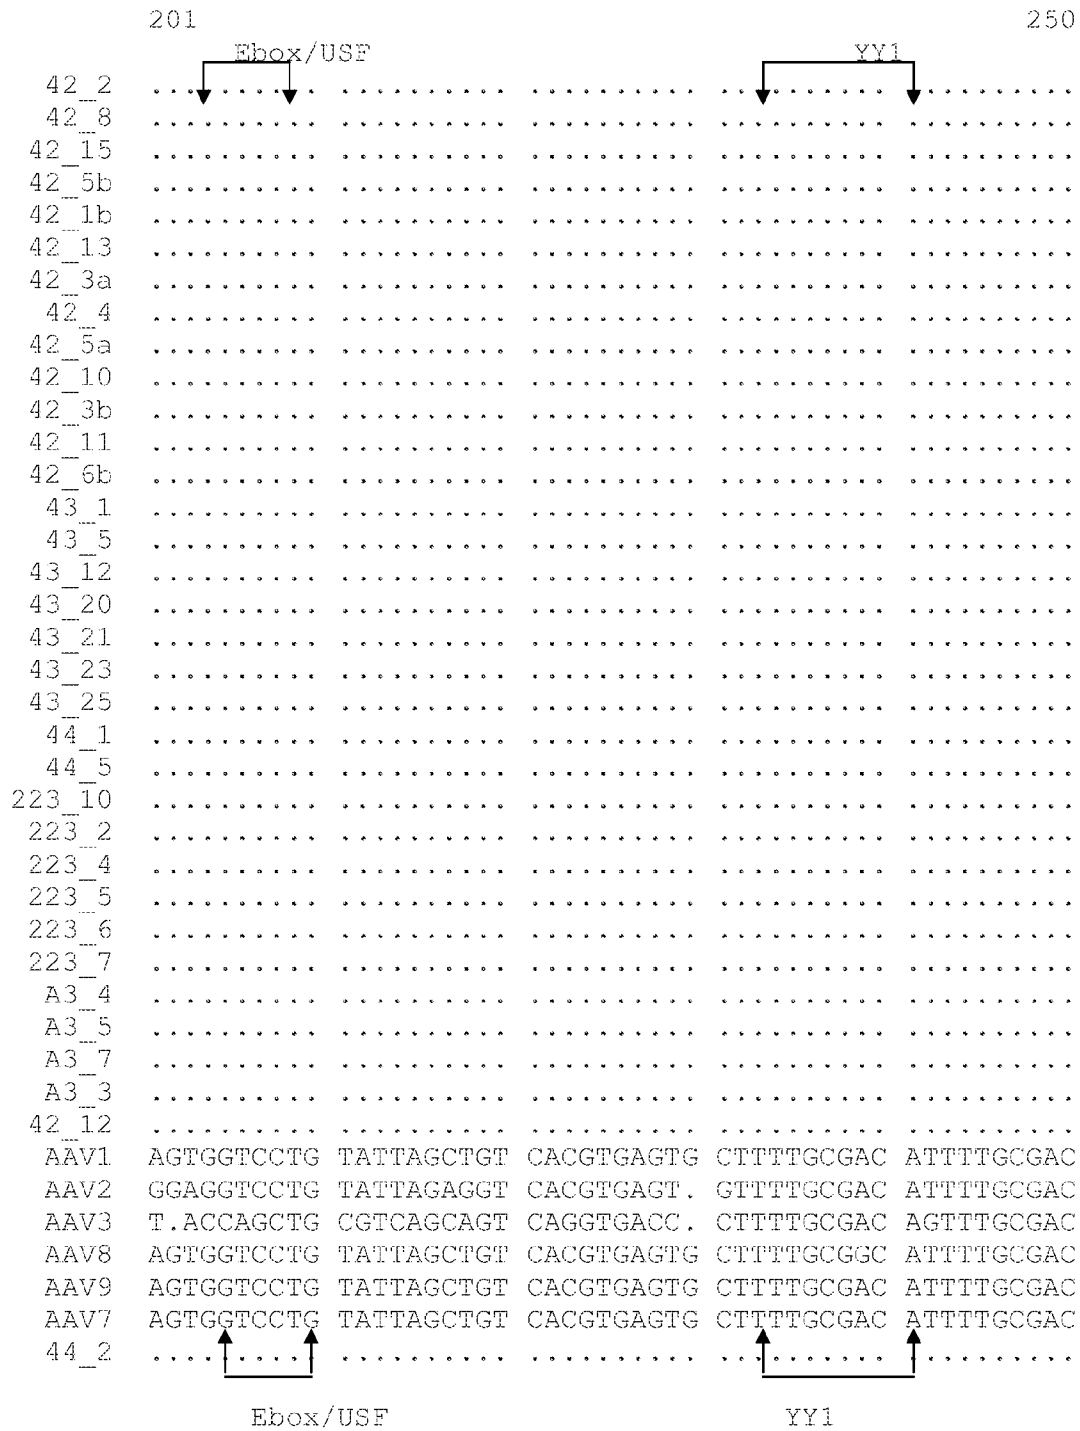 201 250
Ebox/USF YY1
42_2 .......... .......... .......... .......... ..........
42_8 .......... .......... .......... .......... ..........
42_15 .......... .......... .......... .......... ..........
42_5b .......... .......... .......... .......... ..........
42_1b .......... .......... .......... .......... ..........
42_13 .......... .......... .......... .......... ..........
42_3a .......... .......... .......... .......... ..........
42_4 .......... .......... .......... .......... ..........
42_5a .......... .......... .......... .......... ..........
42_10 .......... .......... .......... .......... ..........
42_3b .......... .......... .......... .......... ..........
42_11 .......... .......... .......... .......... ..........
42_6b .......... .......... .......... .......... ..........
43_1 .......... .......... .......... .......... ..........
43_5 .......... .......... .......... .......... ..........
43_12 .......... .......... .......... .......... ..........
43_20 .......... .......... .......... .......... ..........
43_21 .......... .......... .......... .......... ..........
43_23 .......... .......... .......... .......... ..........
43_25 .......... .......... .......... .......... ..........
44_1 .......... .......... .......... .......... ..........
44_5 .......... .......... .......... .......... ..........
223_10 .......... .......... .......... .......... ..........
223_2 .......... .......... .......... .......... ..........
223_4 .......... .......... .......... .......... ..........
223_5 .......... .......... .......... .......... ..........
223_6 .......... .......... .......... .......... ..........
223_7 .......... .......... .......... .......... ..........
A3_4 .......... .......... .......... .......... ..........
A3_5 .......... .......... .......... .......... ..........
A3_7 .......... .......... .......... .......... ..........
A3_3 .......... .......... .......... .......... ..........
42_12 .......... .......... .......... .......... ..........
AAV1 AGTGGTCCTG TATTAGCTGT CACGTGAGTG CTTTTGCGAC ATTTTGCGAC
AAV2 GGAGGTCCTG TATTAGAGGT CACGTGAGT. GTTTTGCGAC ATTTTGCGAC
AAV3 T.ACCAGCTG CGTCAGCAGT CAGGTGACC. CTTTTGCGAC AGTTTGCGAC
AAV8 AGTGGTCCTG TATTAGCTGT CACGTGAGTG CTTTTGCGGC ATTTTGCGAC
AAV9 AGTGGTCCTG TATTAGCTGT CACGTGAGTG CTTTTGCGAC ATTTTGCGAC
AAV7 AGTGGTCCTG TATTAGCTGT CACGTGAGTG CTTTTGCGAC ATTTTGCGAC
44_2 .......... .......... .......... .......... ..........
Ebox/USF YY1